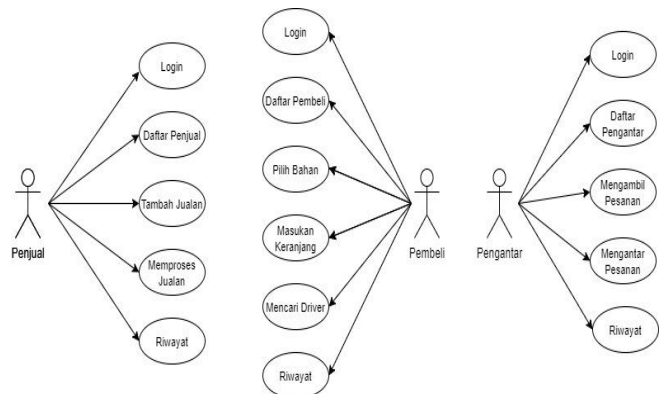 Login
Daftar Penjual
Tambah Jualan
Memproses
Jualan
Riwayat
Penjual
Login
Daftar Pembeli
Pilih Bahan
Masukan
Keranjang
Mencari Driver
Riwayat
Pembeli
Login
Daftar
Pengantar
Mengambil
Pesanan
Mengantar
Pesanan
Riwayat
Pengantar